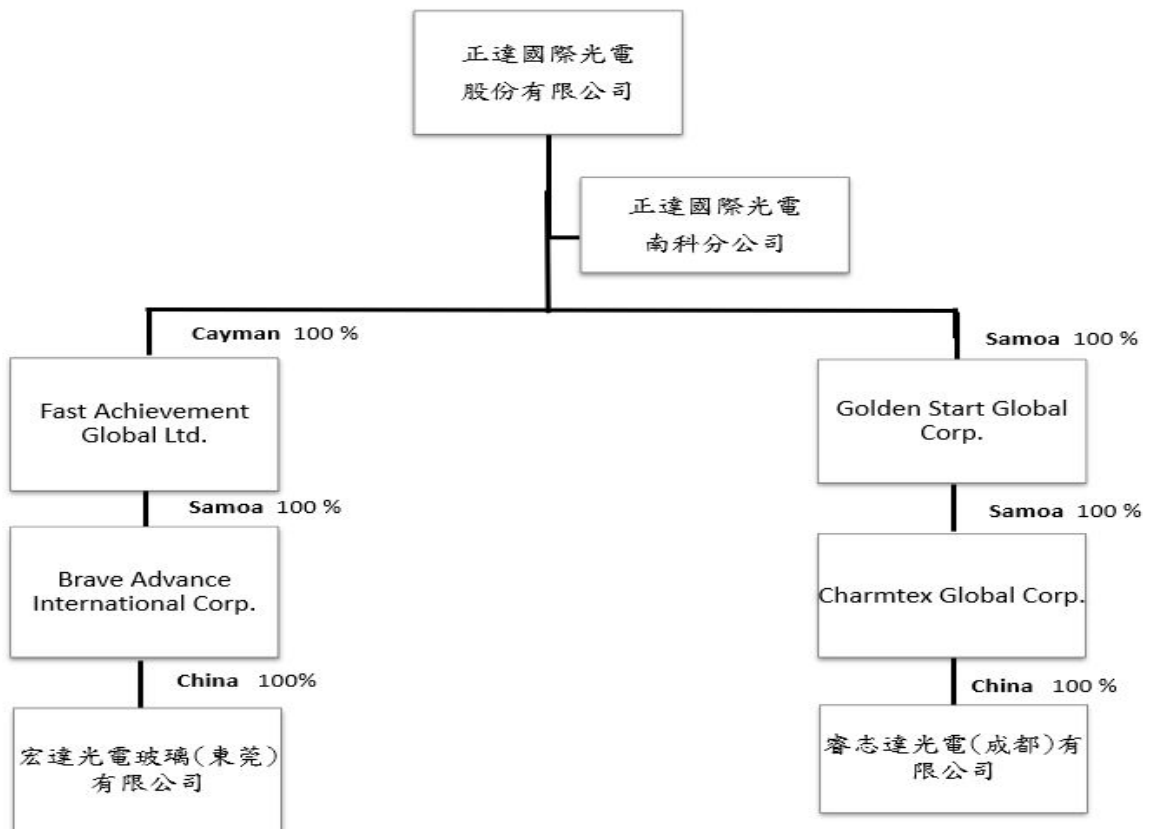 正達國際光電
股份有限公司
正達國際光電
南科分公司
Cayman 100 %
Samoa 100 %
Fast Achievement
Global Ltd.
Golden Start Global
Corp.
Samoa 100 %
Samoa 100 %
Brave Advance
International Corp.
Charmtex Global Corp.
China 100%
China 100 %
宏達光電玻璃(東莞)
有限公司
睿志達光電(成都)有
限公司